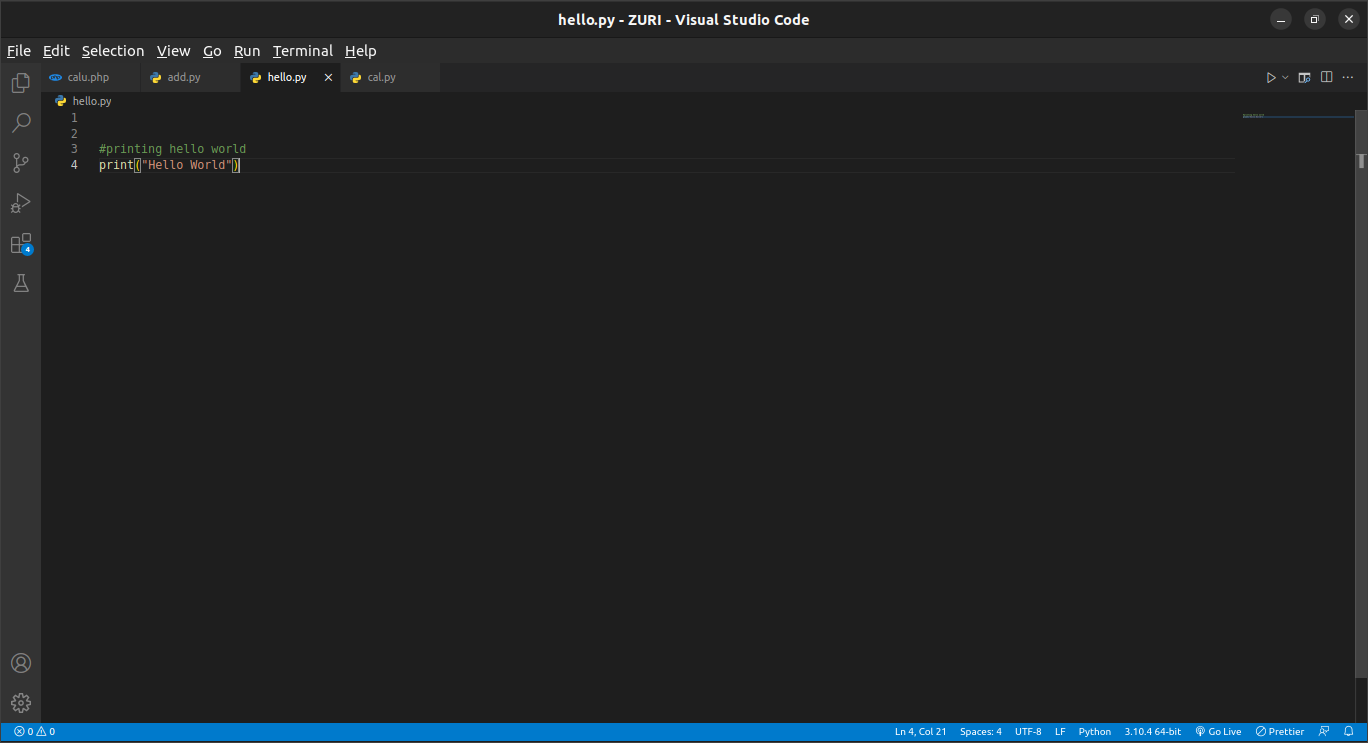 hello.py - ZURI - Visual Studio Code
File Edit Selection View Go Run Terminal Help
calu.php add.py hello.py cal.py
hello.py
1
2
3 #printing hello world
4 print("Hello World")
4
0 0 Ln 4, Col 21 Spaces: 4 UTF-8 LF Python 3.10.4 64-bit Go Live Prettier